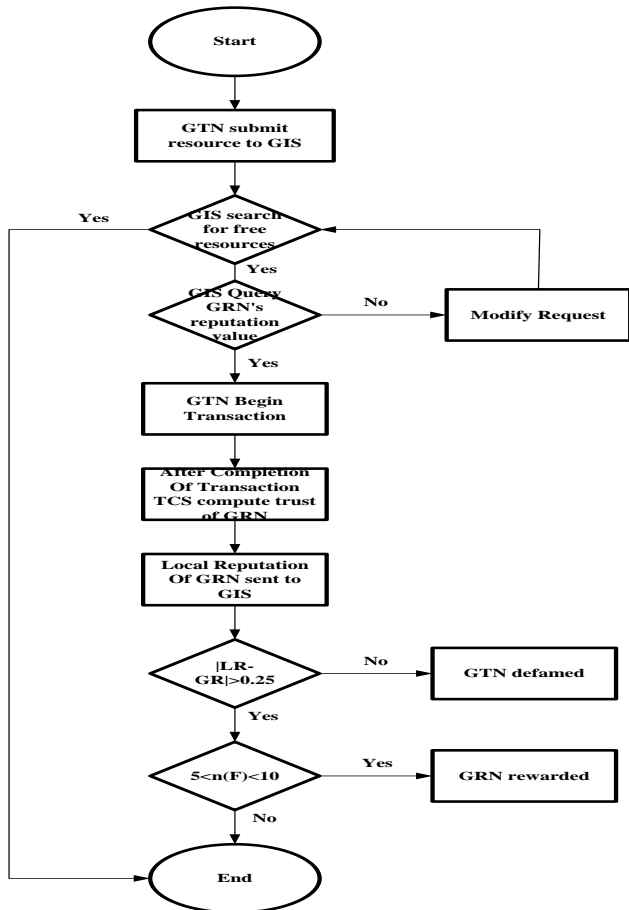 Start
GTN submit
resource to GIS
Yes
GIS search
for free
resources
Yes
GIS Query
GRN's
reputation
value
No
Modify Request
Yes
GTN Begin
Transaction
After Completion
Of Transaction
TCS compute trust
of GRN
Local Reputation
Of GRN sent to
GIS
|LR-
GR|>0.25
No
GTN defamed
Yes
5<n(F)<10
Yes
GRN rewarded
No
End